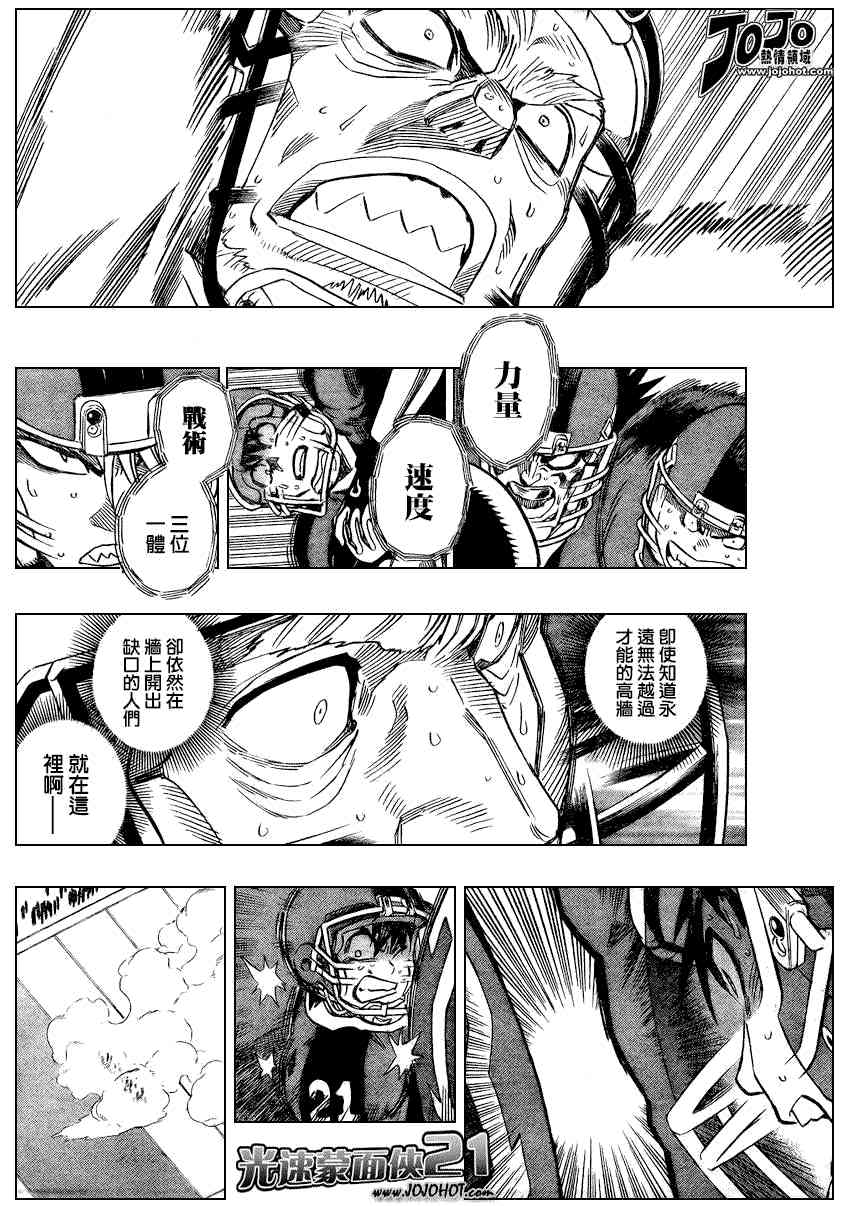 JOJO
熱情領域
www.jojohot.com
力量
速度
戰術
三位
一體
即使知道永
遠無法越過
才能的高牆
卻依然在
牆上開出
缺口的人們
就在這
裡啊──
21
光速蒙面俠21
www.JOJOHOT.com